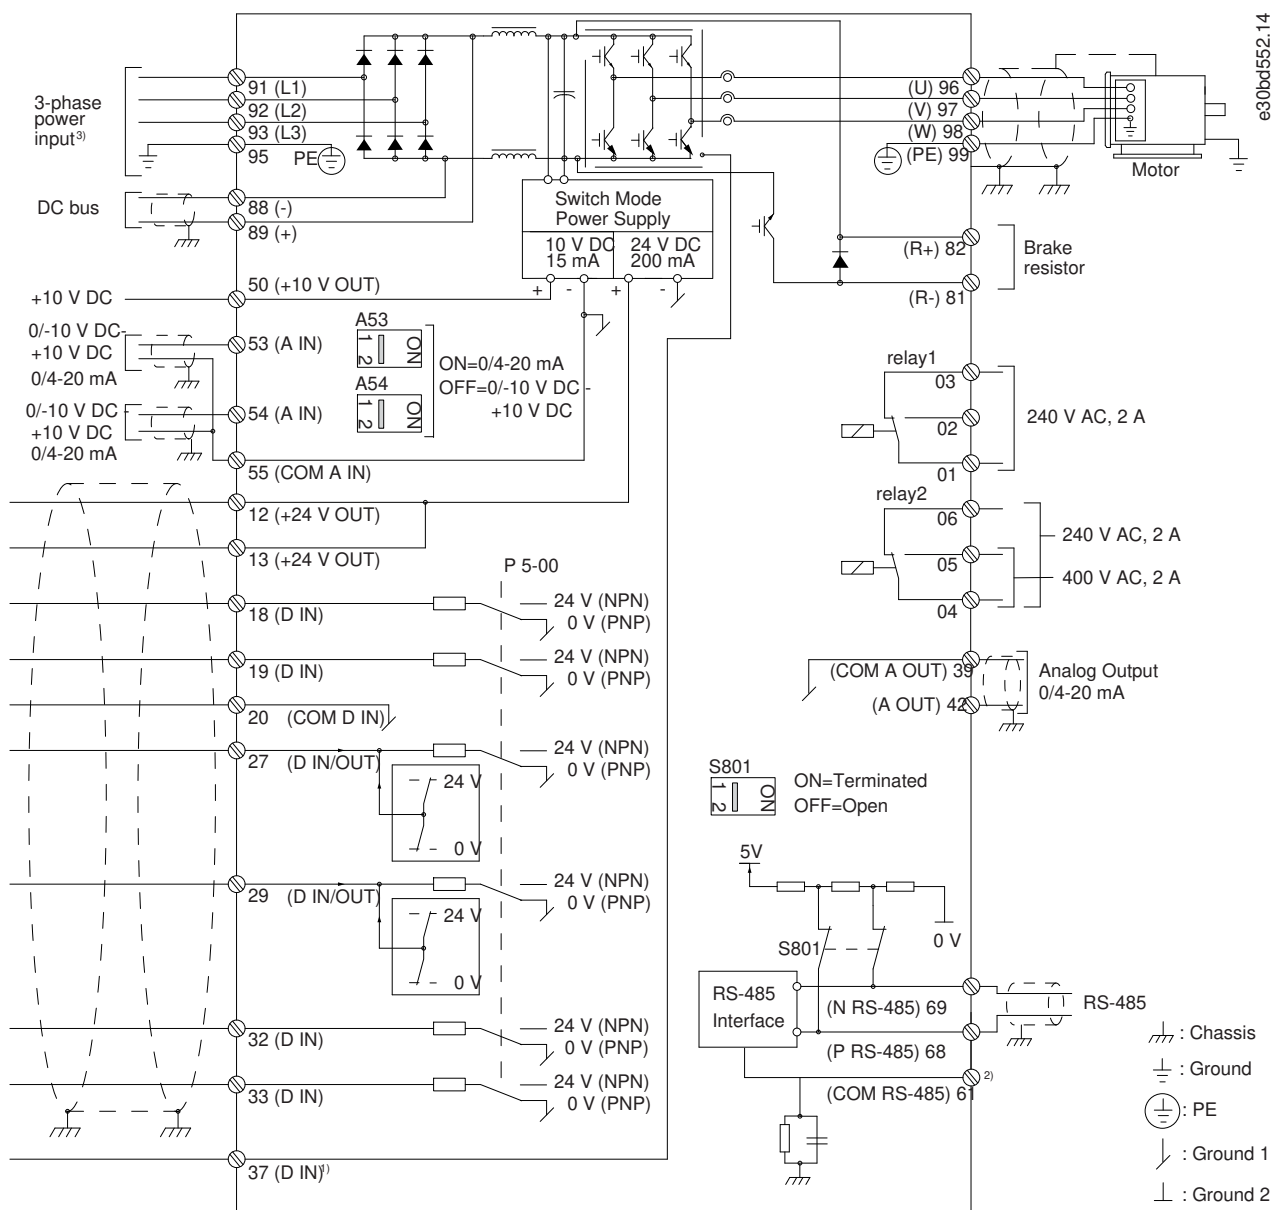 e30bd552.14
3-phase
power
input3)
91 (L1)
92 (L2)
93 (L3)
95
PE
DC bus
88 (-)
89 (+)
(U) 96
(V) 97
(W) 98
(PE) 99
Motor
Switch Mode
Power Supply
10 V DC
15 mA
24 V DC
200 mA
+
-
+
-
(R+) 82
(R-) 81
Brake
resistor
+10 V DC
50 (+10 V OUT)
0/-10 V DC-
+10 V DC
0/4-20 mA
53 (A IN)
0/-10 V DC -
+10 V DC
0/4-20 mA
54 (A IN)
55 (COM A IN)
A53
1
2
ON
A54
1
2
ON
ON=0/4-20 mA
OFF=0/-10 V DC -
+10 V DC
relay1
03
02
01
240 V AC, 2 A
relay2
06
05
04
240 V AC, 2 A
400 V AC, 2 A
12 (+24 V OUT)
13 (+24 V OUT)
P 5-00
18 (D IN)
24 V (NPN)
0 V (PNP)
19 (D IN)
24 V (NPN)
0 V (PNP)
20 (COM D IN)
27 (D IN/OUT)
24 V
0 V
24 V (NPN)
0 V (PNP)
29 (D IN/OUT)
24 V
0 V
24 V (NPN)
0 V (PNP)
32 (D IN)
24 V (NPN)
0 V (PNP)
33 (D IN)
24 V (NPN)
0 V (PNP)
37 (D IN)1)
(COM A OUT) 39
(A OUT) 42
Analog Output
0/4-20 mA
S801
1
2
ON
ON=Terminated
OFF=Open
5V
0 V
S801
RS-485
Interface
(N RS-485) 69
(P RS-485) 68
(COM RS-485) 61
2)
RS-485
: Chassis
: Ground
: PE
: Ground 1
: Ground 2